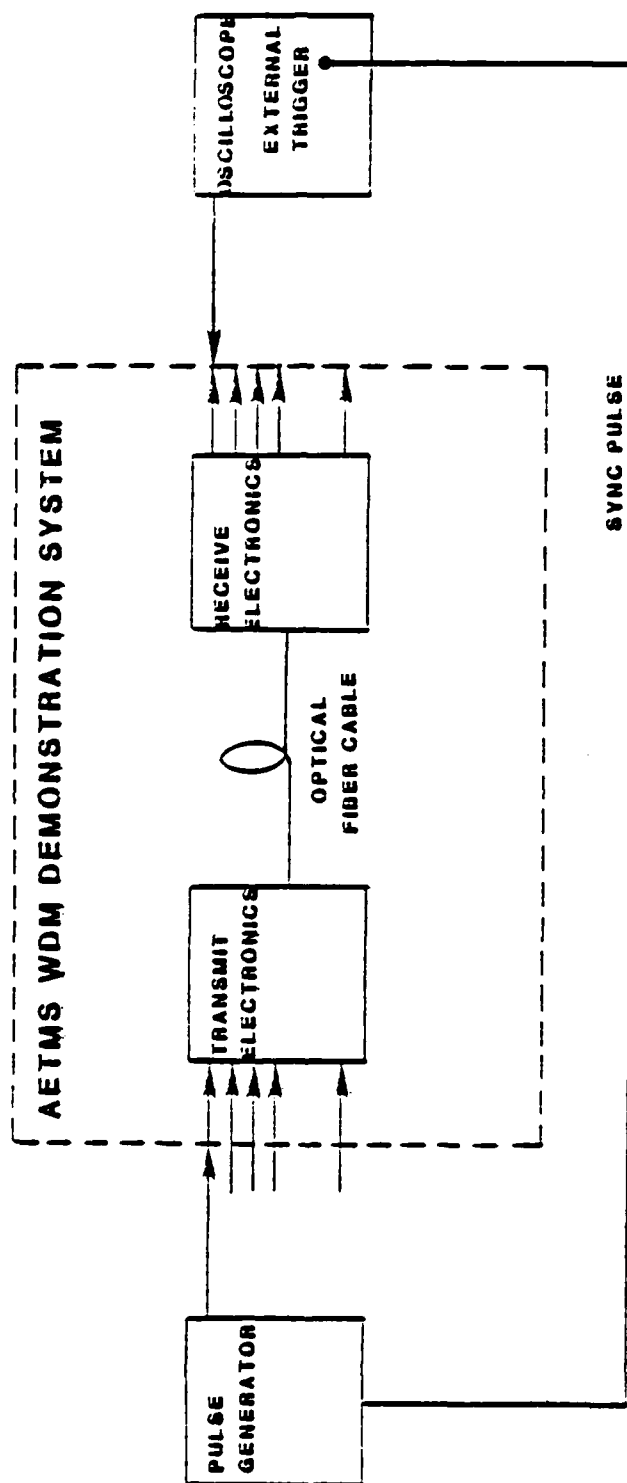 AETMS WDM DEMONSTRATION SYSTEM
PULSE
GENERATOR
TRANSMIT
ELECTRONICS
OPTICAL
FIBER CABLE
RECEIVE
ELECTRONICS
OSCILLOSCOPE
EXTERNAL
TRIGGER
SYNC PULSE